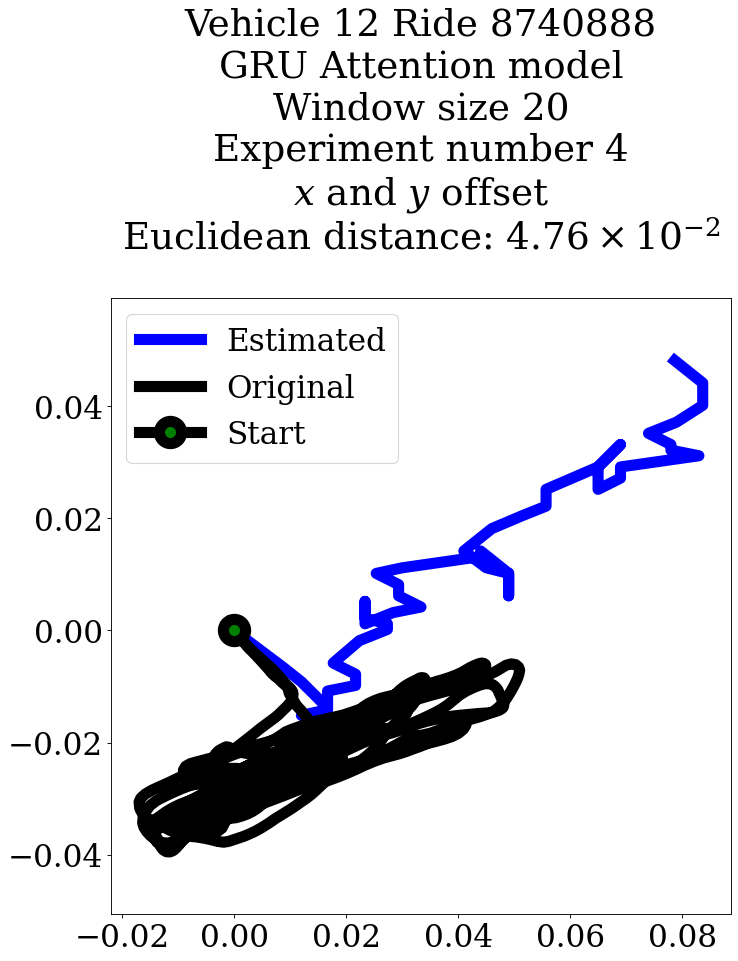 Vehicle 12 Ride 8740888
GRU Attention model
Window size 20
Experiment number 4
x and y offset
Euclidean distance: 4.76 × 10⁻²
Estimated
Original
Start
0.04
0.02
0.00
−0.02
−0.04
−0.02 0.00 0.02 0.04 0.06 0.08